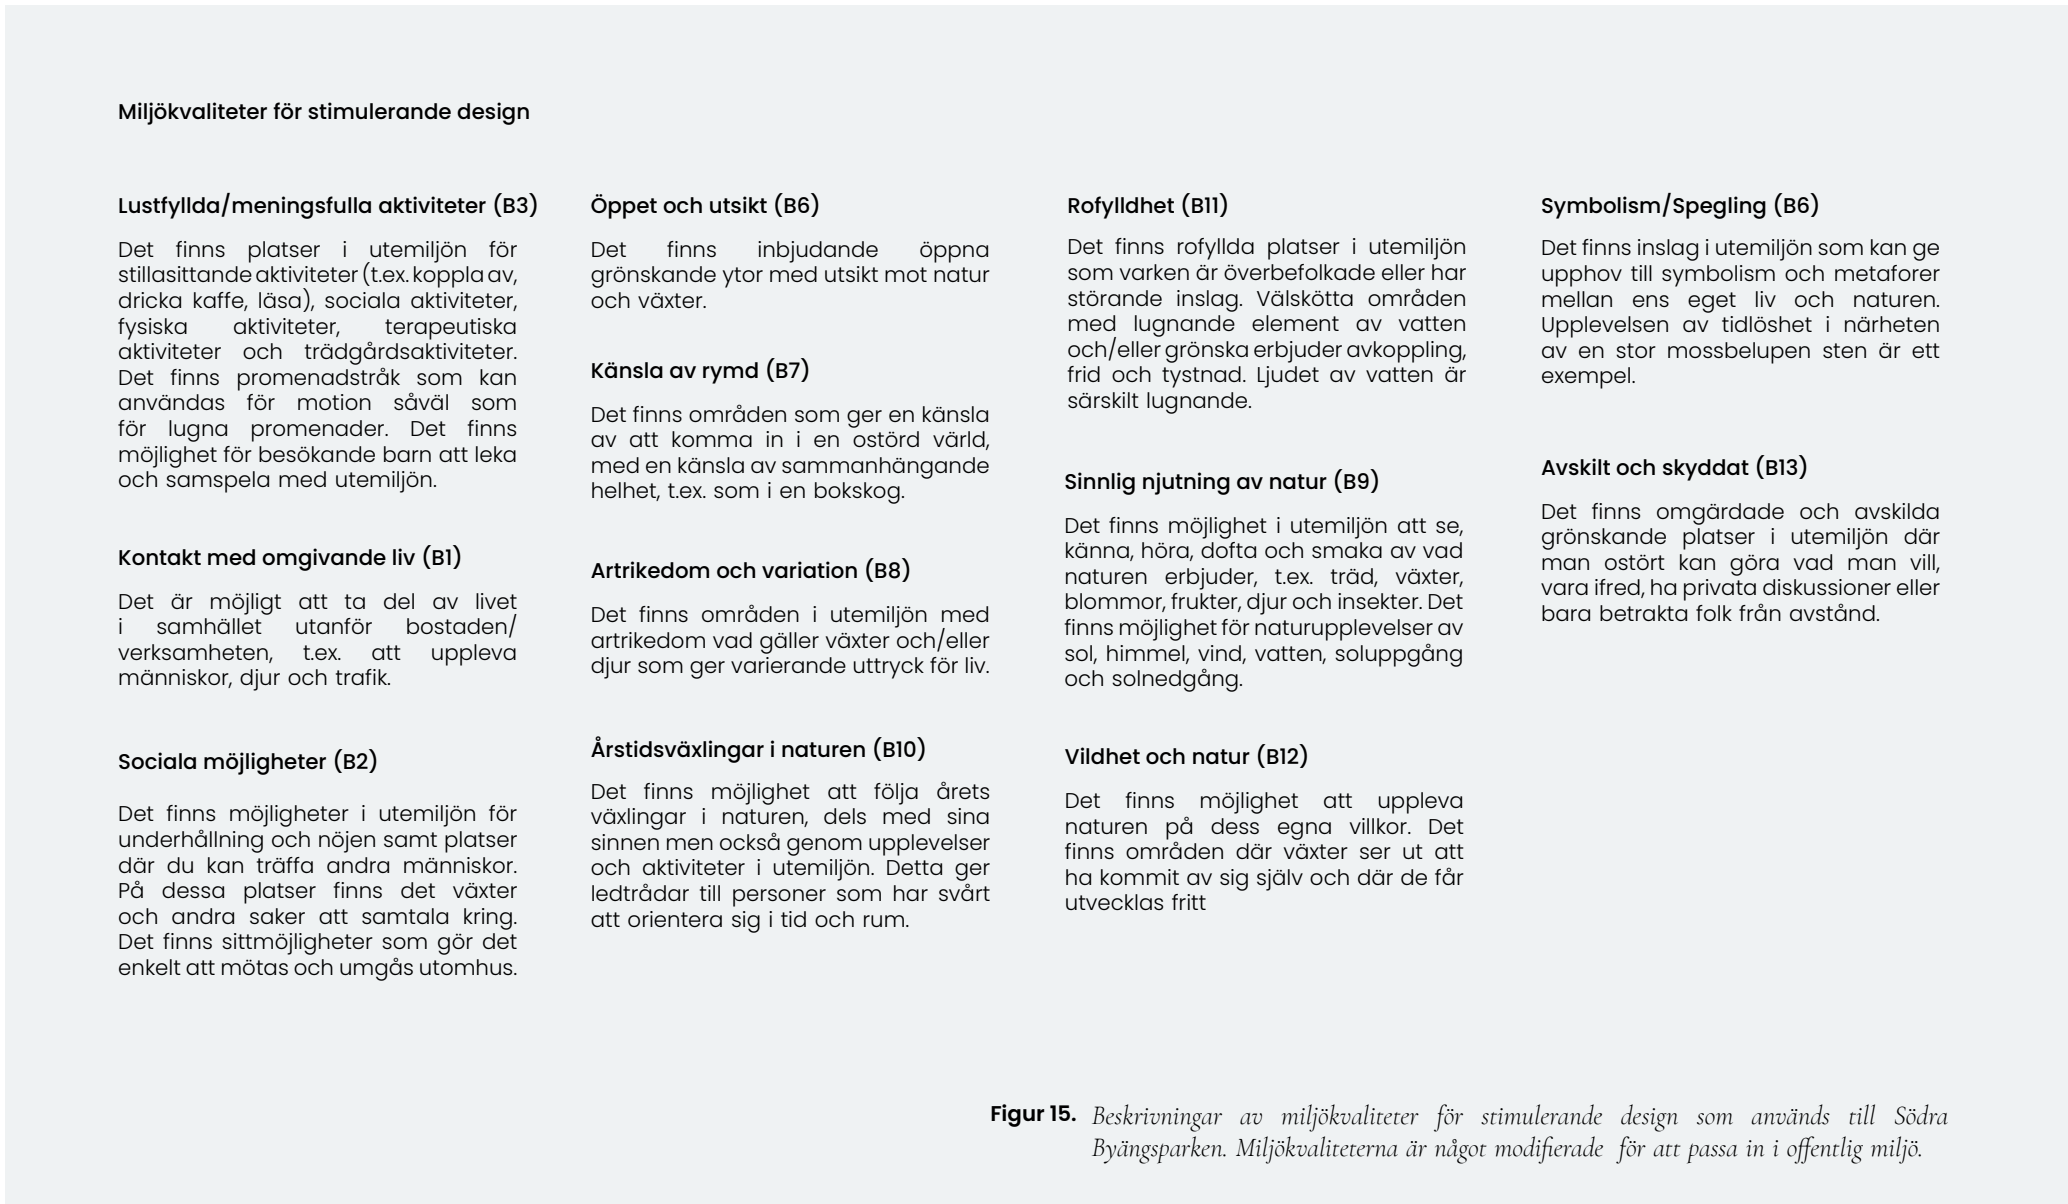 Miljökvaliteter för stimulerande design
Lustfyllda/meningsfulla aktiviteter (B3)
Det finns platser i utemiljön för
stillasittande aktiviteter (t.ex. koppla av,
dricka kaffe, läsa), sociala aktiviteter,
fysiska aktiviteter, terapeutiska
aktiviteter och trädgårdsaktiviteter.
Det finns promenadstråk som kan
användas för motion såväl som
för lugna promenader. Det finns
möjlighet för besökande barn att leka
och samspela med utemiljön.
Kontakt med omgivande liv (B1)
Det är möjligt att ta del av livet
i samhället utanför bostaden/
verksamheten, t.ex. att uppleva
människor, djur och trafik.
Sociala möjligheter (B2)
Det finns möjligheter i utemiljön för
underhållning och nöjen samt platser
där du kan träffa andra människor.
På dessa platser finns det växter
och andra saker att samtala kring.
Det finns sittmöjligheter som gör det
enkelt att mötas och umgås utomhus.
Öppet och utsikt (B6)
Det finns inbjudande öppna
grönskande ytor med utsikt mot natur
och växter.
Känsla av rymd (B7)
Det finns områden som ger en känsla
av att komma in i en ostörd värld,
med en känsla av sammanhängande
helhet, t.ex. som i en bokskog.
Artrikedom och variation (B8)
Det finns områden i utemiljön med
artrikedom vad gäller växter och/eller
djur som ger varierande uttryck för liv.
Årstidsväxlingar i naturen (B10)
Det finns möjlighet att följa årets
växlingar i naturen, dels med sina
sinnen men också genom upplevelser
och aktiviteter i utemiljön. Detta ger
ledtrådar till personer som har svårt
att orientera sig i tid och rum.
Rofylldhet (B11)
Det finns rofyllda platser i utemiljön
som varken är överbefolkade eller har
störande inslag. Välskötta områden
med lugnande element av vatten
och/eller grönska erbjuder avkoppling,
frid och tystnad. Ljudet av vatten är
särskilt lugnande.
Sinnlig njutning av natur (B9)
Det finns möjlighet i utemiljön att se,
känna, höra, dofta och smaka av vad
naturen erbjuder, t.ex. träd, växter,
blommor, frukter, djur och insekter. Det
finns möjlighet för naturupplevelser av
sol, himmel, vind, vatten, soluppgång
och solnedgång.
Vildhet och natur (B12)
Det finns möjlighet att uppleva
naturen på dess egna villkor. Det
finns områden där växter ser ut att
ha kommit av sig själv och där de får
utvecklas fritt
Symbolism/Spegling (B6)
Det finns inslag i utemiljön som kan ge
upphov till symbolism och metaforer
mellan ens eget liv och naturen.
Upplevelsen av tidlöshet i närheten
av en stor mossbelupen sten är ett
exempel.
Avskilt och skyddat (B13)
Det finns omgärdade och avskilda
grönskande platser i utemiljön där
man ostört kan göra vad man vill,
vara ifred, ha privata diskussioner eller
bara betrakta folk från avstånd.
Figur 15. Beskrivningar av miljökvaliteter för stimulerande design som används till Södra
Byängsparken. Miljökvaliteterna är något modifierade för att passa in i offentlig miljö.